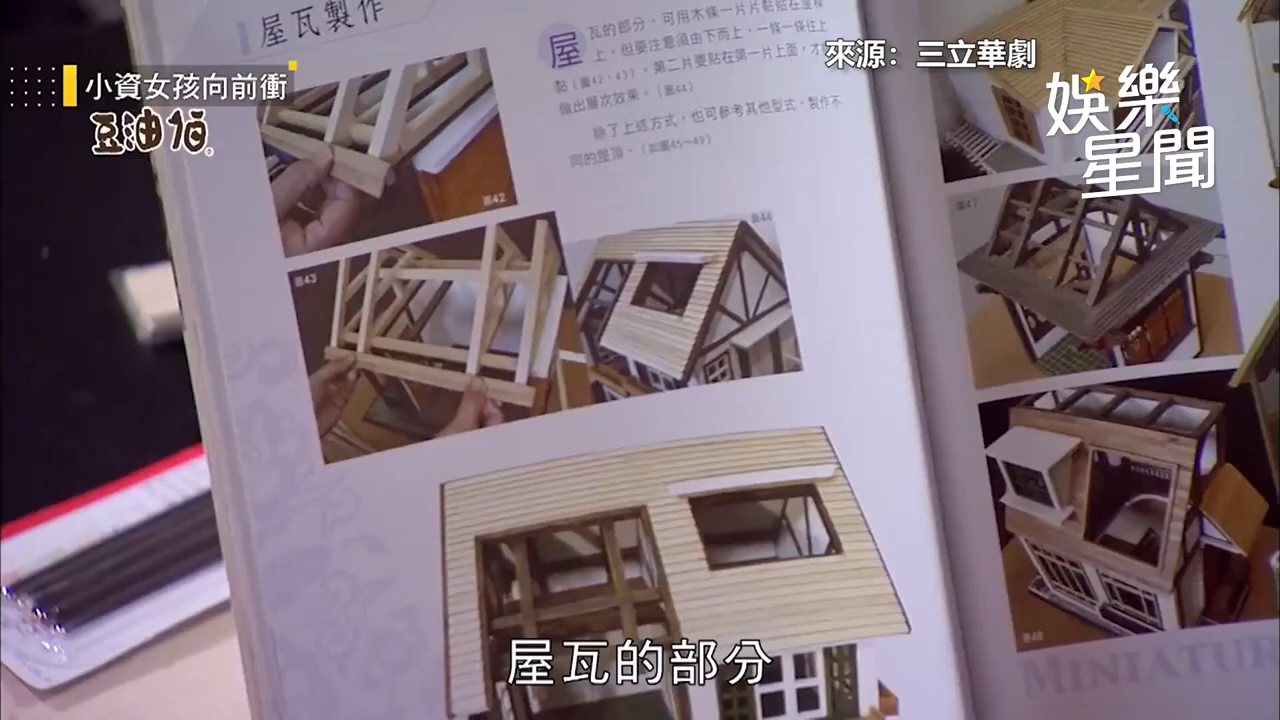 屋瓦製作
屋瓦的部分，可用木條一片片黏貼在屋樑
上，但要注意須由下而上，一條一條往上
黏（圖42、43）。第二片要貼在第一片上面，才
做出層次效果。（圖44）
除了上述方式，也可參考其他型式，製作不
同的屋頂。（如圖45～49）
來源：三立華劇
小資女孩向前衝
豆油伯
娛樂
星聞
圖42
圖43
圖44
圖47
圖48
MINIATUR
屋瓦的部分